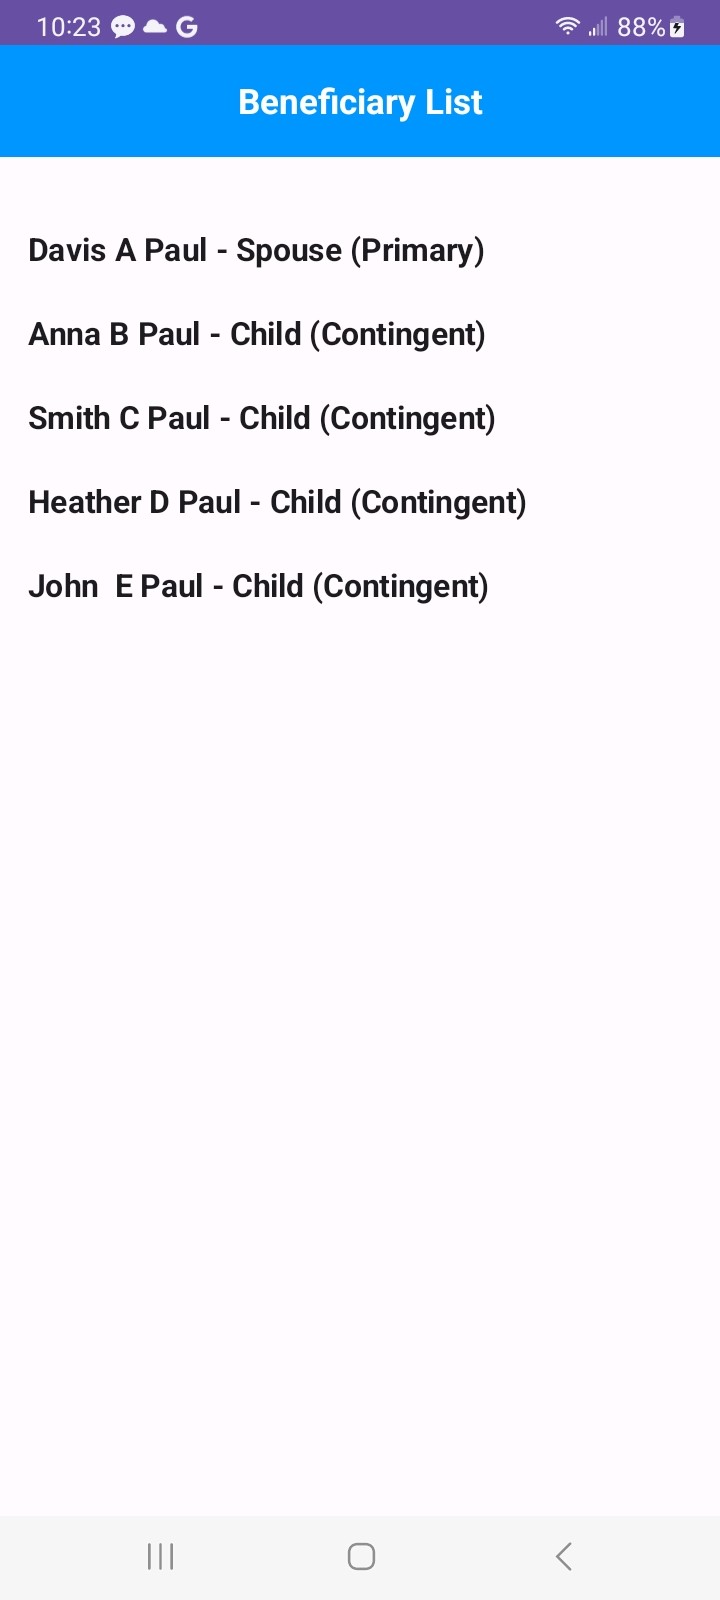 10:23 G 88%
Beneficiary List
Davis A Paul - Spouse (Primary)
Anna B Paul - Child (Contingent)
Smith C Paul - Child (Contingent)
Heather D Paul - Child (Contingent)
John  E Paul - Child (Contingent)